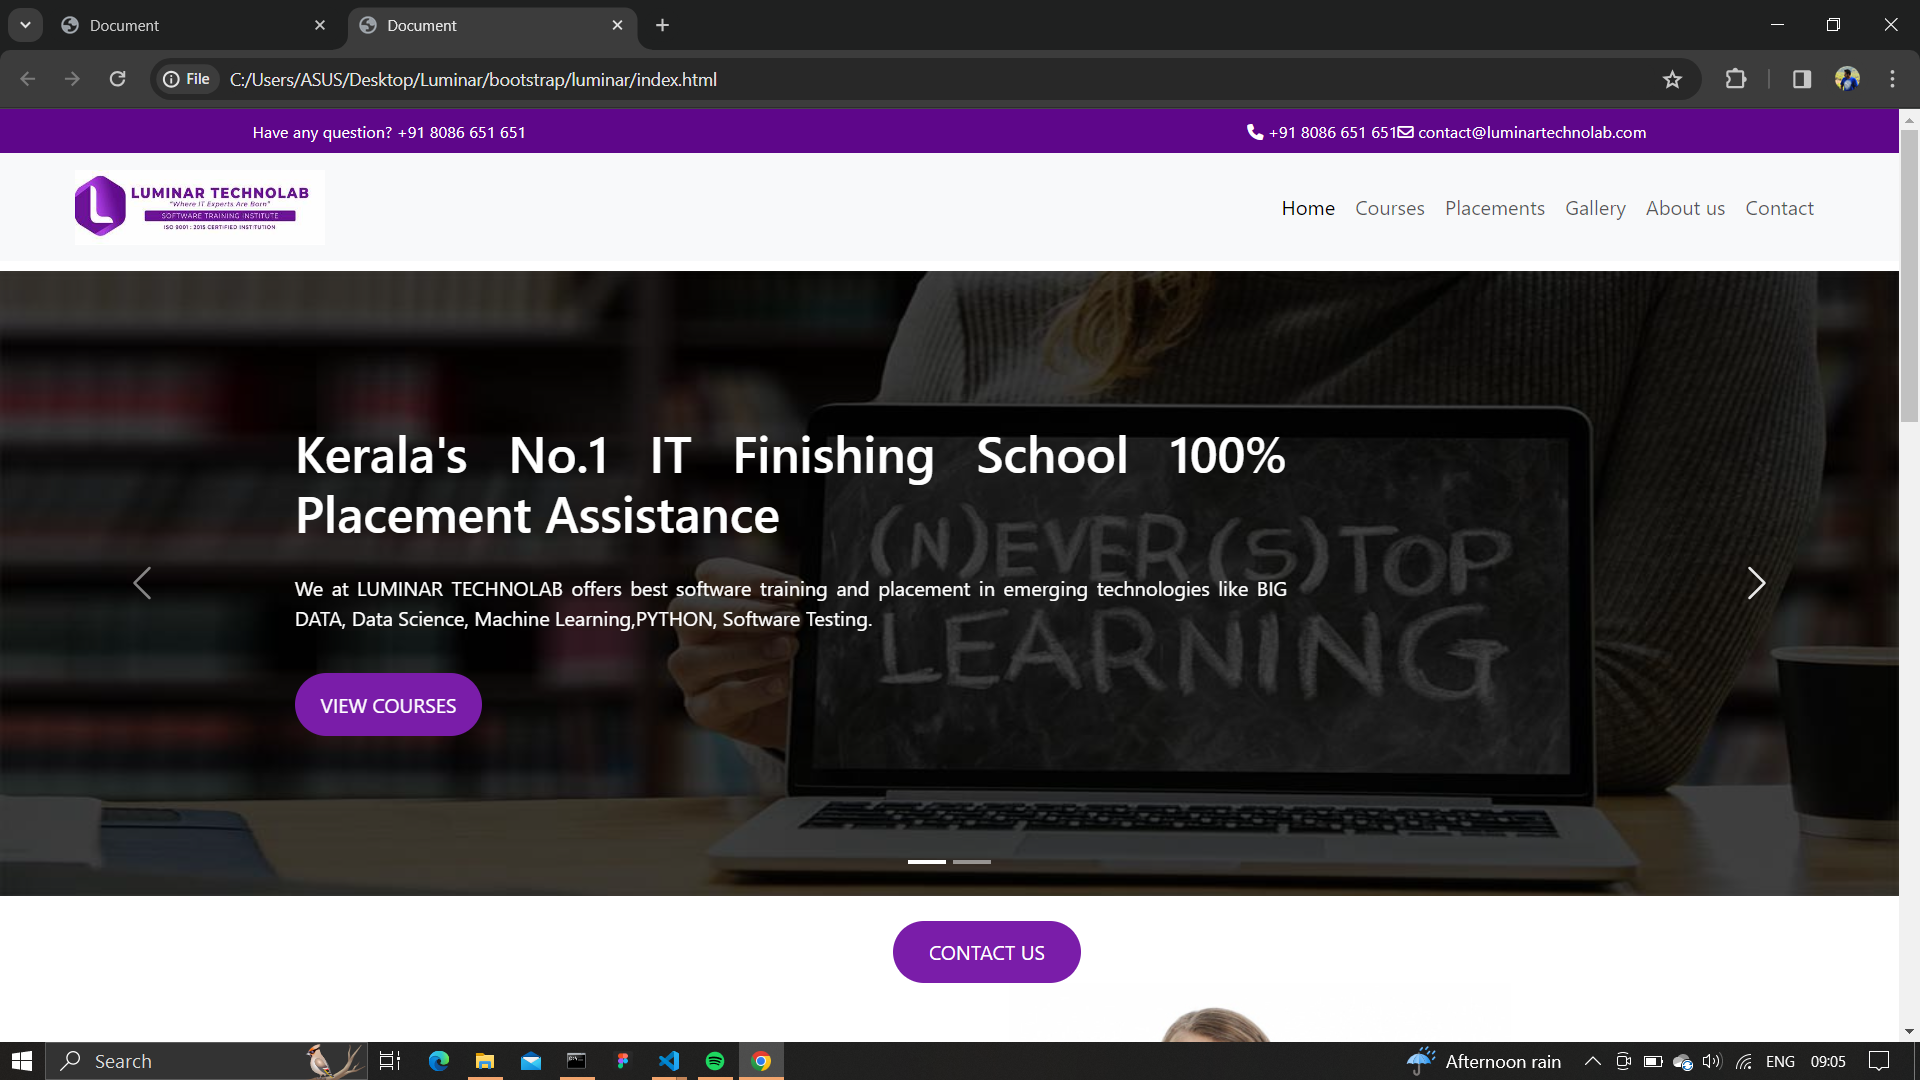 Document
Document
File
C:/Users/ASUS/Desktop/Luminar/bootstrap/luminar/index.html
Have any question? +91 8086 651 651
+91 8086 651 651 contact@luminartechnolab.com
LUMINAR TECHNOLAB
"Where IT Experts Are Born"
SOFTWARE TRAINING INSTITUTE
ISO 9001 : 2015 CERTIFIED INSTITUTION
Home Courses Placements Gallery About us Contact
Kerala's No.1 IT Finishing School 100%
Placement Assistance
We at LUMINAR TECHNOLAB offers best software training and placement in emerging technologies like BIG
DATA, Data Science, Machine Learning,PYTHON, Software Testing.
(N)EVER (S)TOP
LEARNING
VIEW COURSES
CONTACT US
Search
Afternoon rain
ENG
09:05